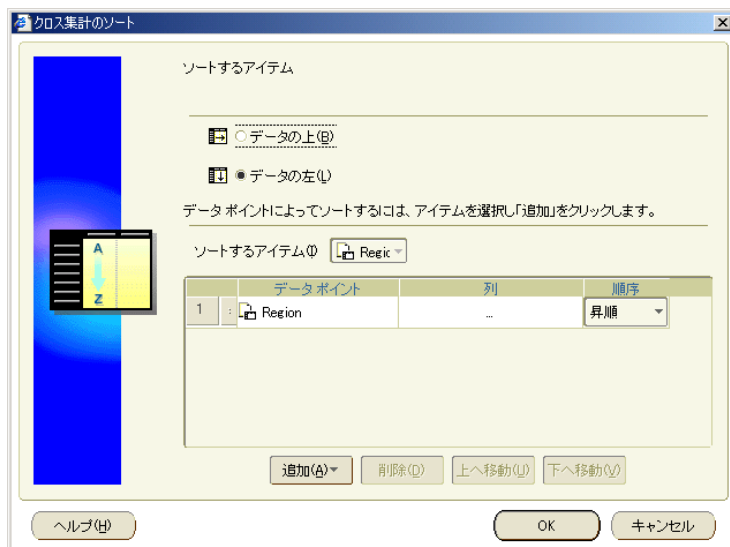 クロス集計のソート
ソートするアイテム
データの上(B)
データの左(L)
データ ポイントによってソートするには、アイテムを選択し「追加」をクリックします。
ソートするアイテム(I) Regic
データ ポイント 列 順序
1 : Region ... 昇順
A
Z
追加(A) 削除(D) 上へ移動(U)下へ移動(V)
ヘルプ(H) OK キャンセル